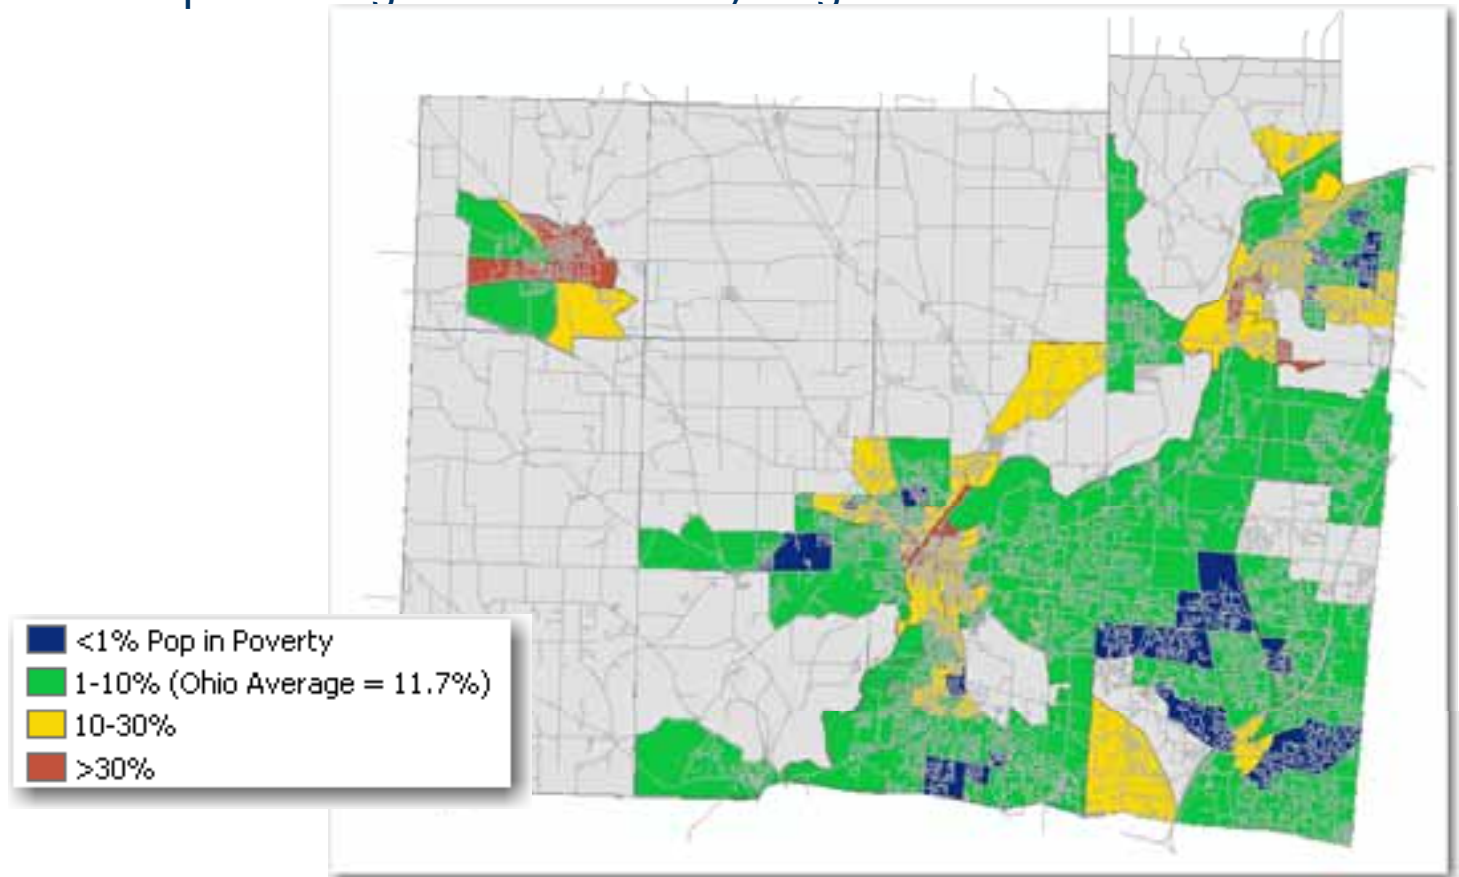 <1% Pop in Poverty
1-10% (Ohio Average = 11.7%)
10-30%
>30%